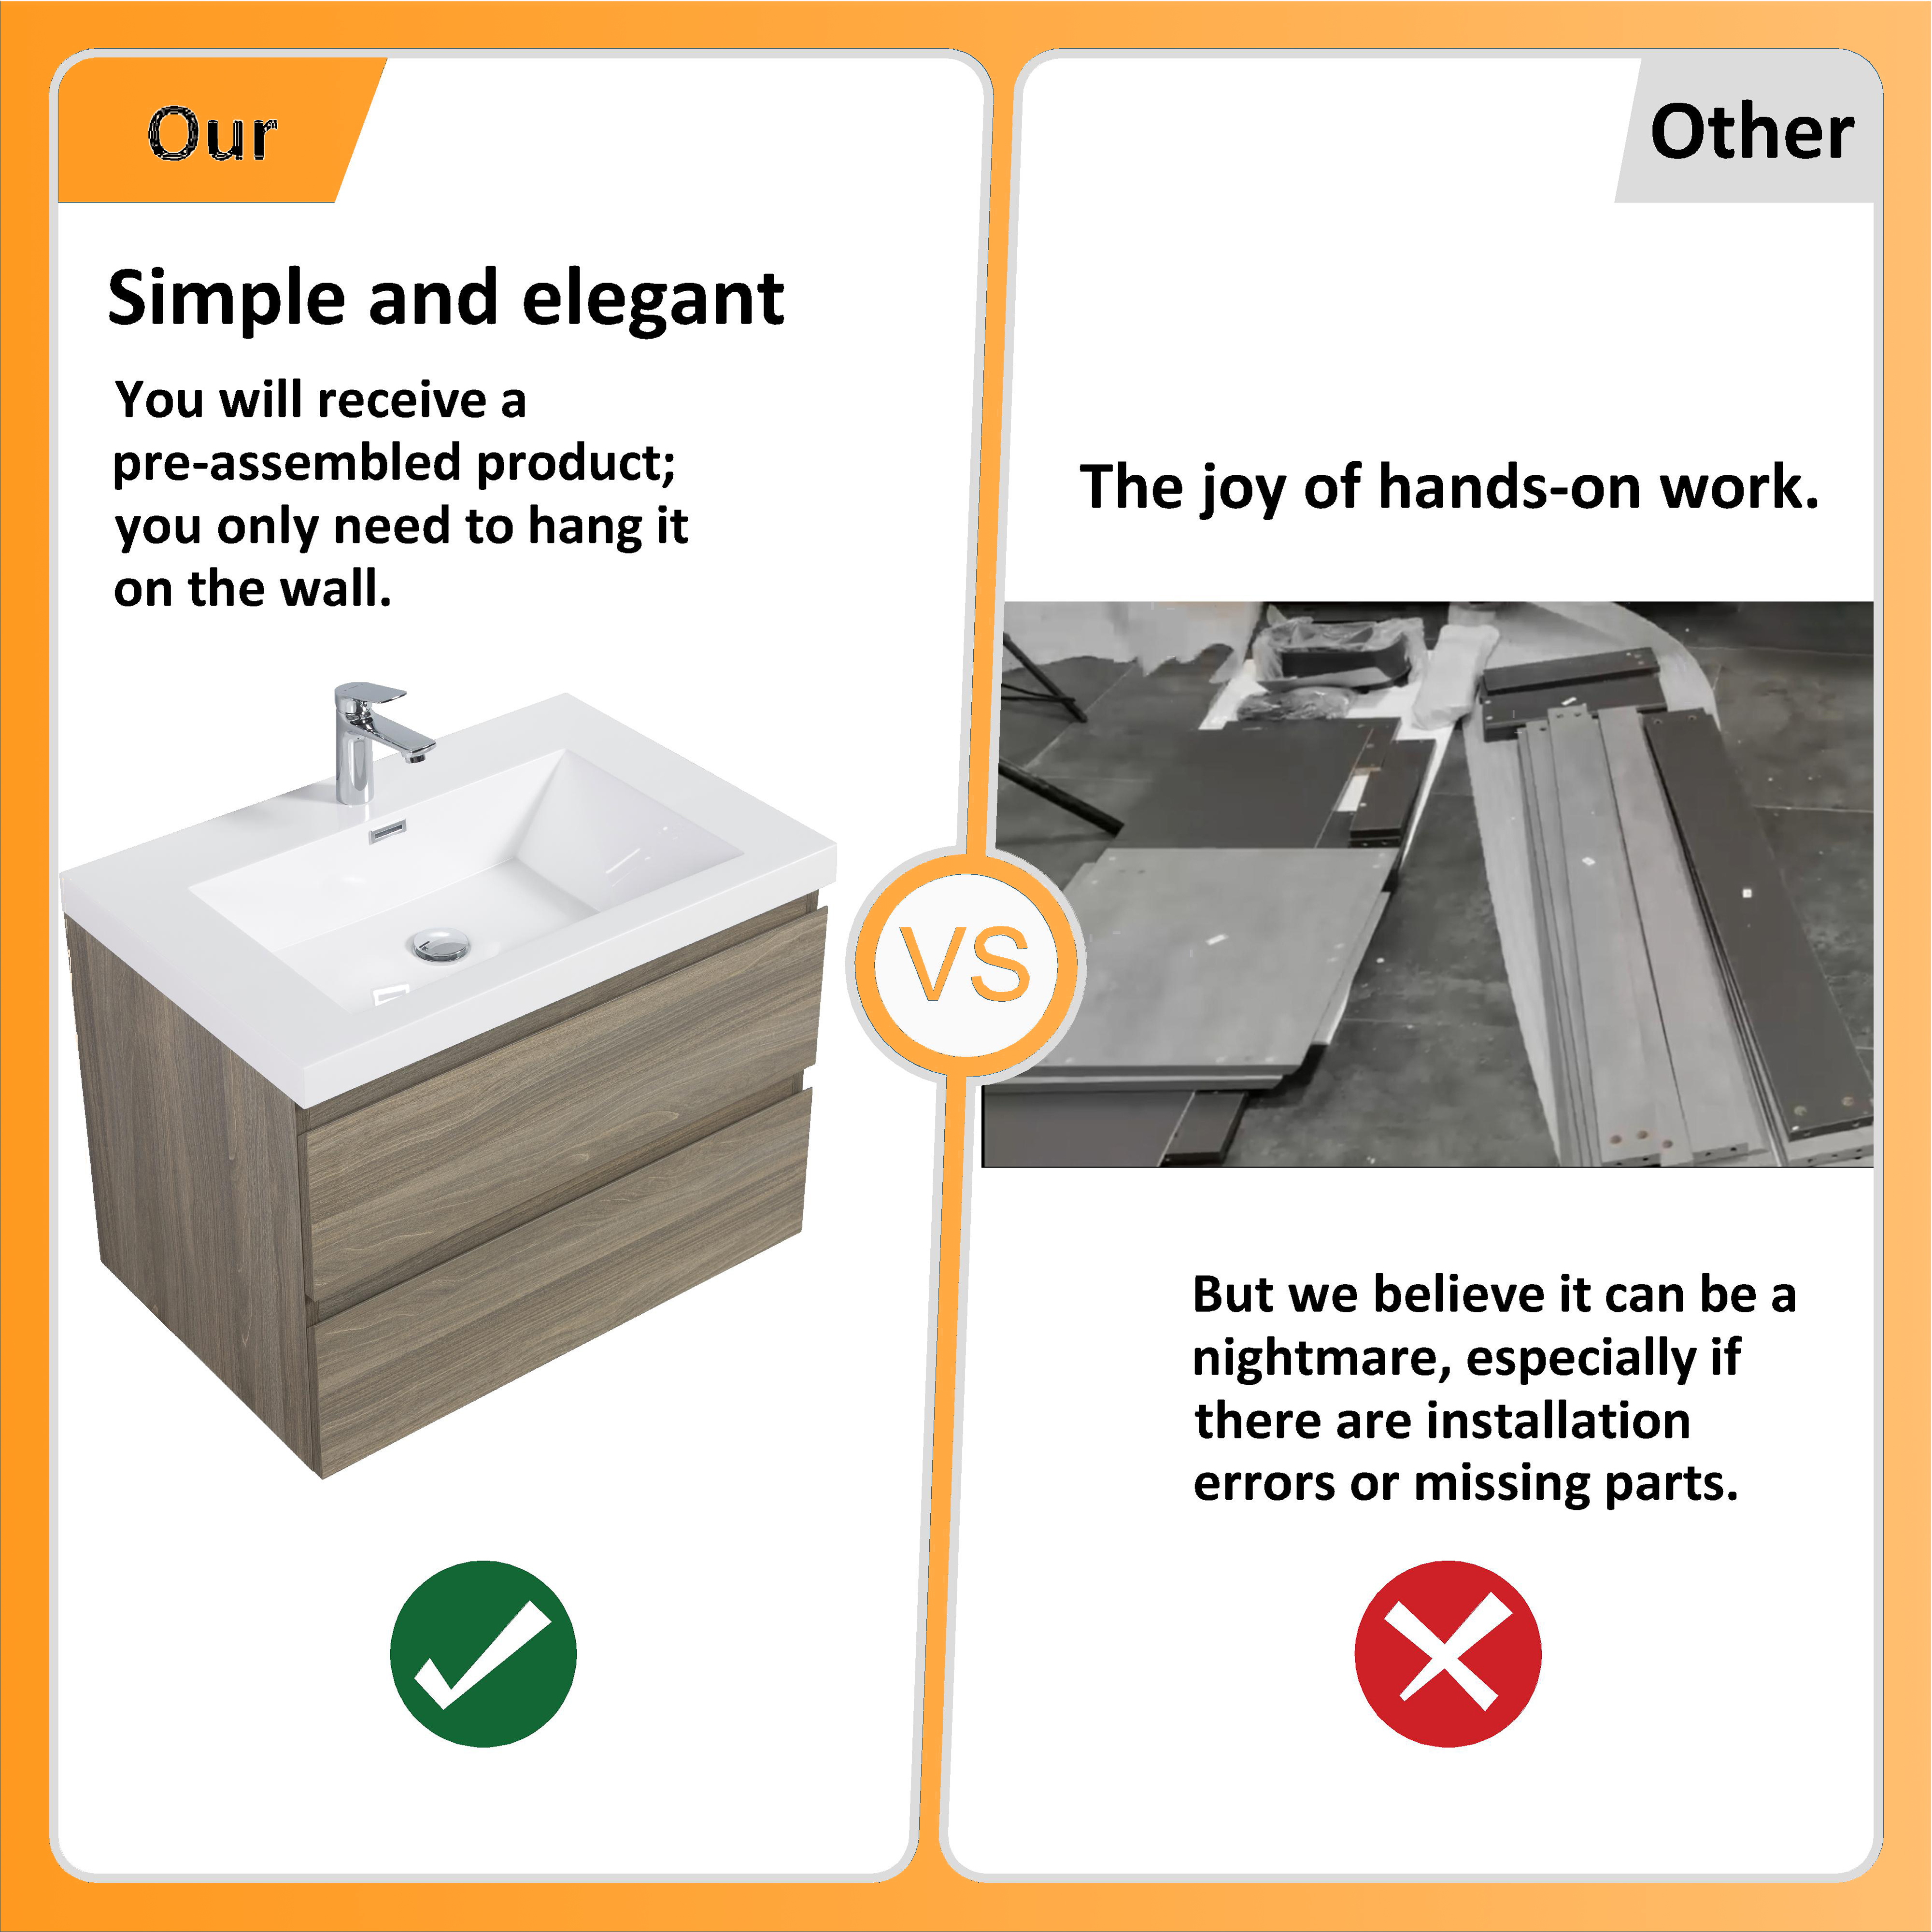 Our
Simple and elegant
You will receive a
pre-assembled product;
you only need to hang it
on the wall.
VS
Other
The joy of hands-on work.
But we believe it can be a
nightmare, especially if
there are installation
errors or missing parts.